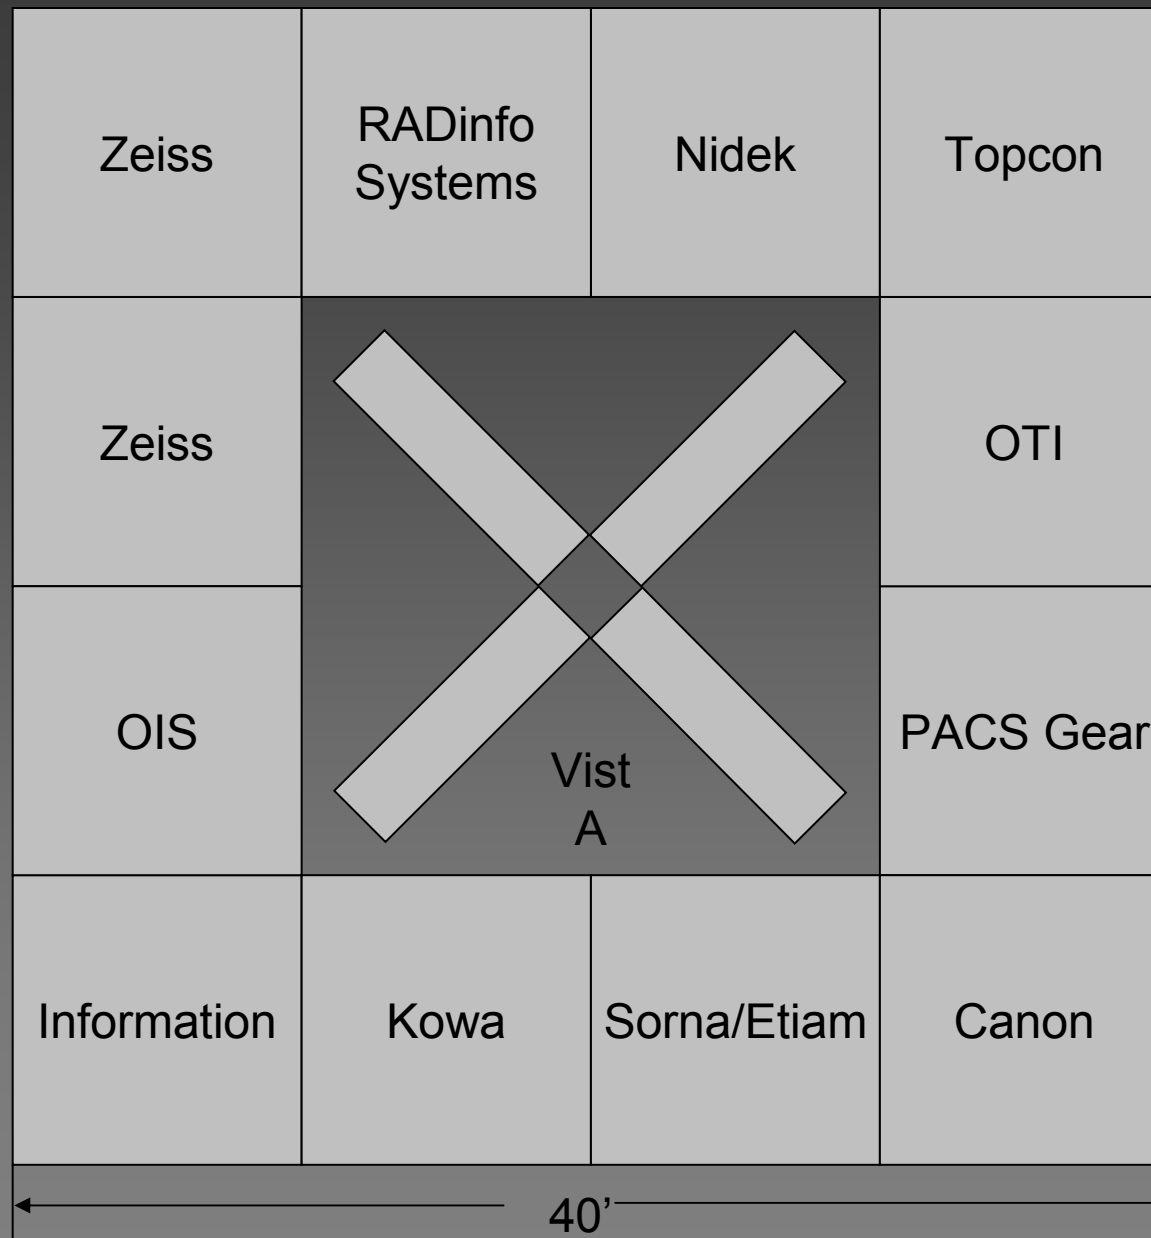 Zeiss
RADinfo
Systems
Nidek
Topcon
Zeiss
OTI
OIS
Vist
A
PACS Gear
Information
Kowa
Sorna/Etiam
Canon
40’